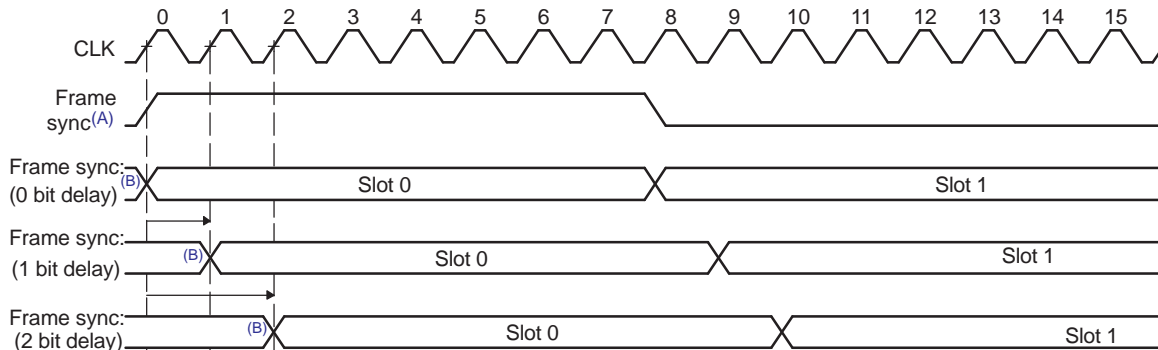 0 1 2 3 4 5 6 7 8 9 10 11 12 13 14 15
CLK
Frame
sync(A)
Frame sync:
(B)
(0 bit delay)
Slot 0
Slot 1
Frame sync:
(B)
(1 bit delay)
Slot 0
Slot 1
Frame sync:
(B)
(2 bit delay)
Slot 0
Slot 1